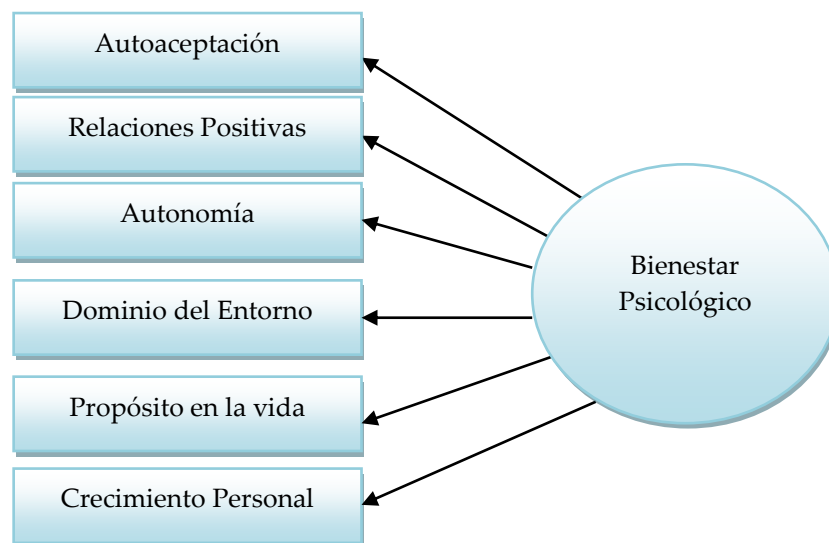 Autoaceptación
Relaciones Positivas
Autonomía
Dominio del Entorno
Propósito en la vida
Crecimiento Personal
Bienestar
Psicológico